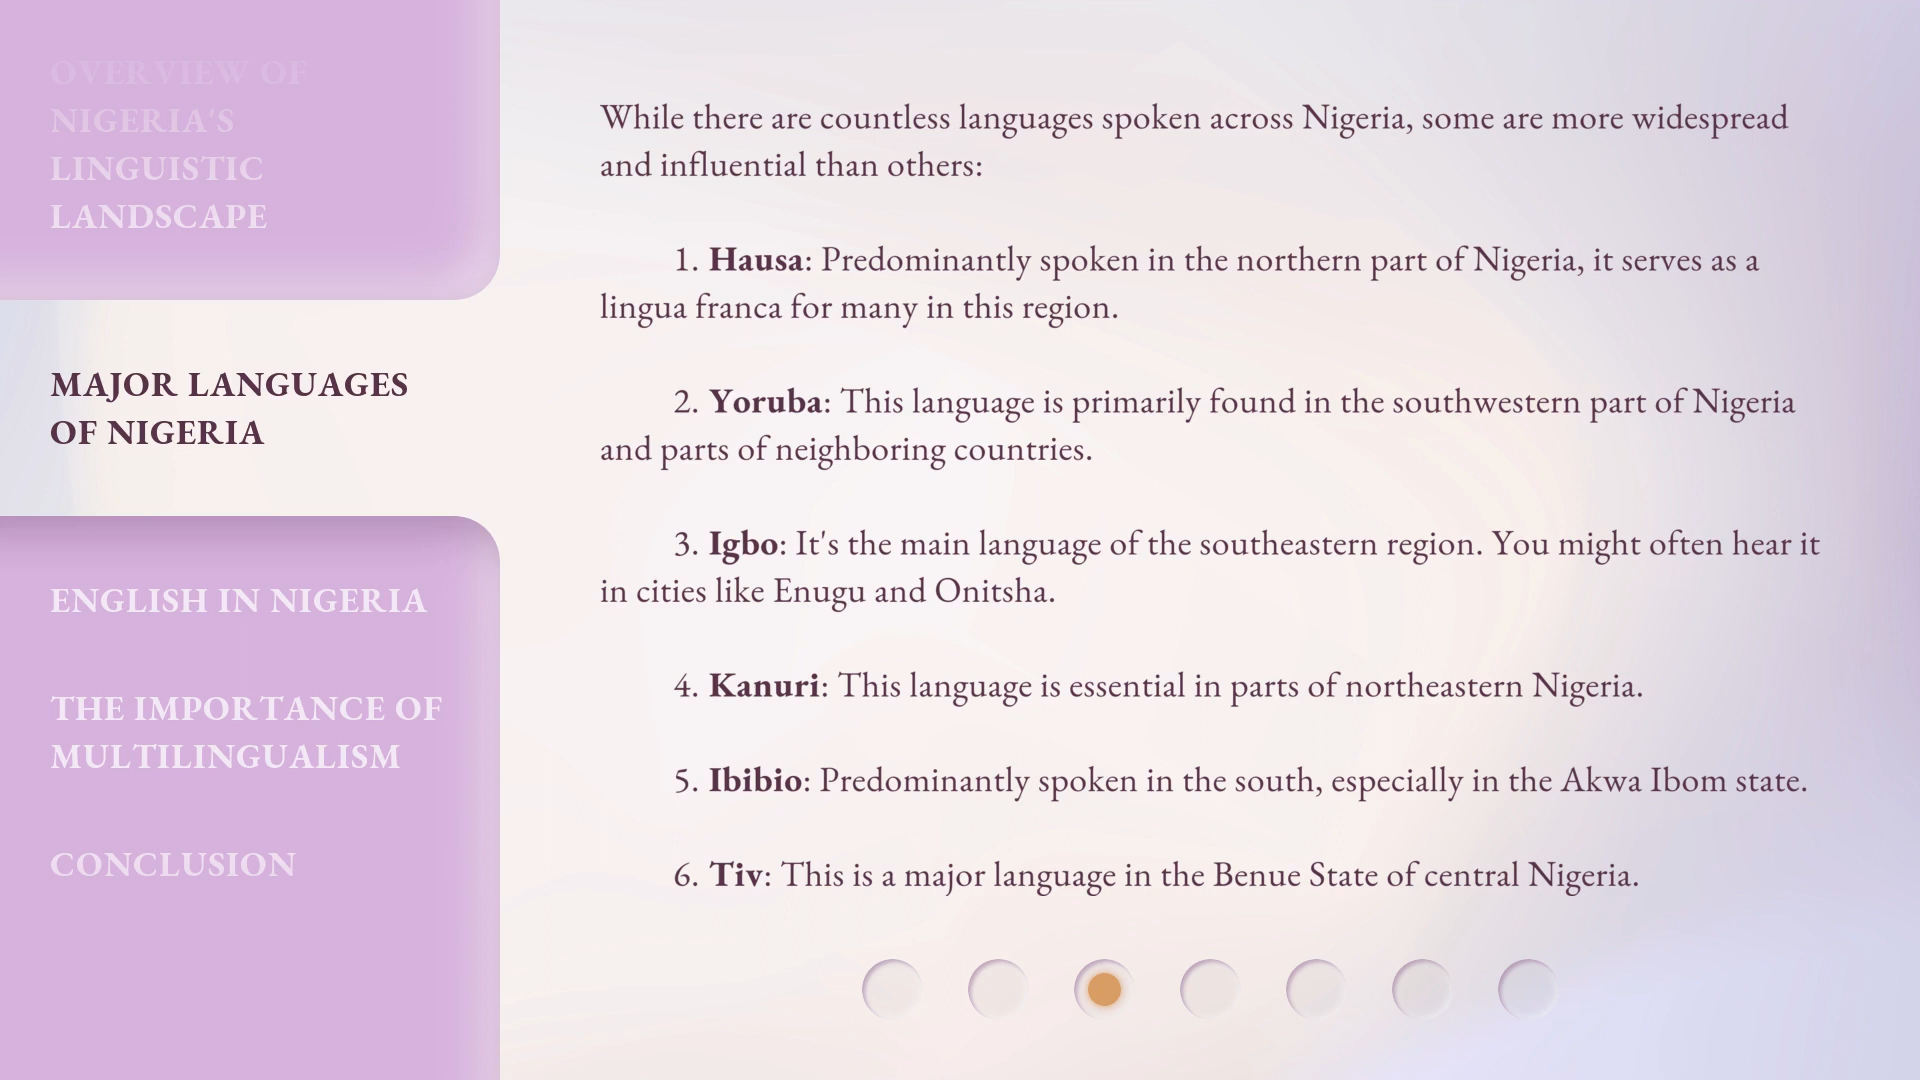 OVERVIEW OF
NIGERIA'S
LINGUISTIC
LANDSCAPE
MAJOR LANGUAGES
OF NIGERIA
ENGLISH IN NIGERIA
THE IMPORTANCE OF
MULTILINGUALISM
CONCLUSION
While there are countless languages spoken across Nigeria, some are more widespread
and influential than others:
1. Hausa: Predominantly spoken in the northern part of Nigeria, it serves as a
lingua franca for many in this region.
2. Yoruba: This language is primarily found in the southwestern part of Nigeria
and parts of neighboring countries.
3. Igbo: It's the main language of the southeastern region. You might often hear it
in cities like Enugu and Onitsha.
4. Kanuri: This language is essential in parts of northeastern Nigeria.
5. Ibibio: Predominantly spoken in the south, especially in the Akwa Ibom state.
6. Tiv: This is a major language in the Benue State of central Nigeria.